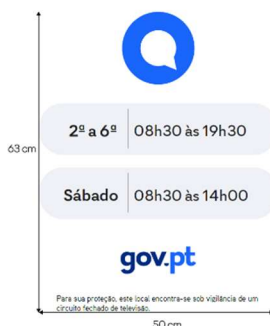 2ª a 6ª 08h30 às 19h30
63 cm
Sábado 08h30 às 14h00
gov.pt
Para sua proteção, este local encontra-se sob vigilância de um
circuito fechado de televisão.
50 cm